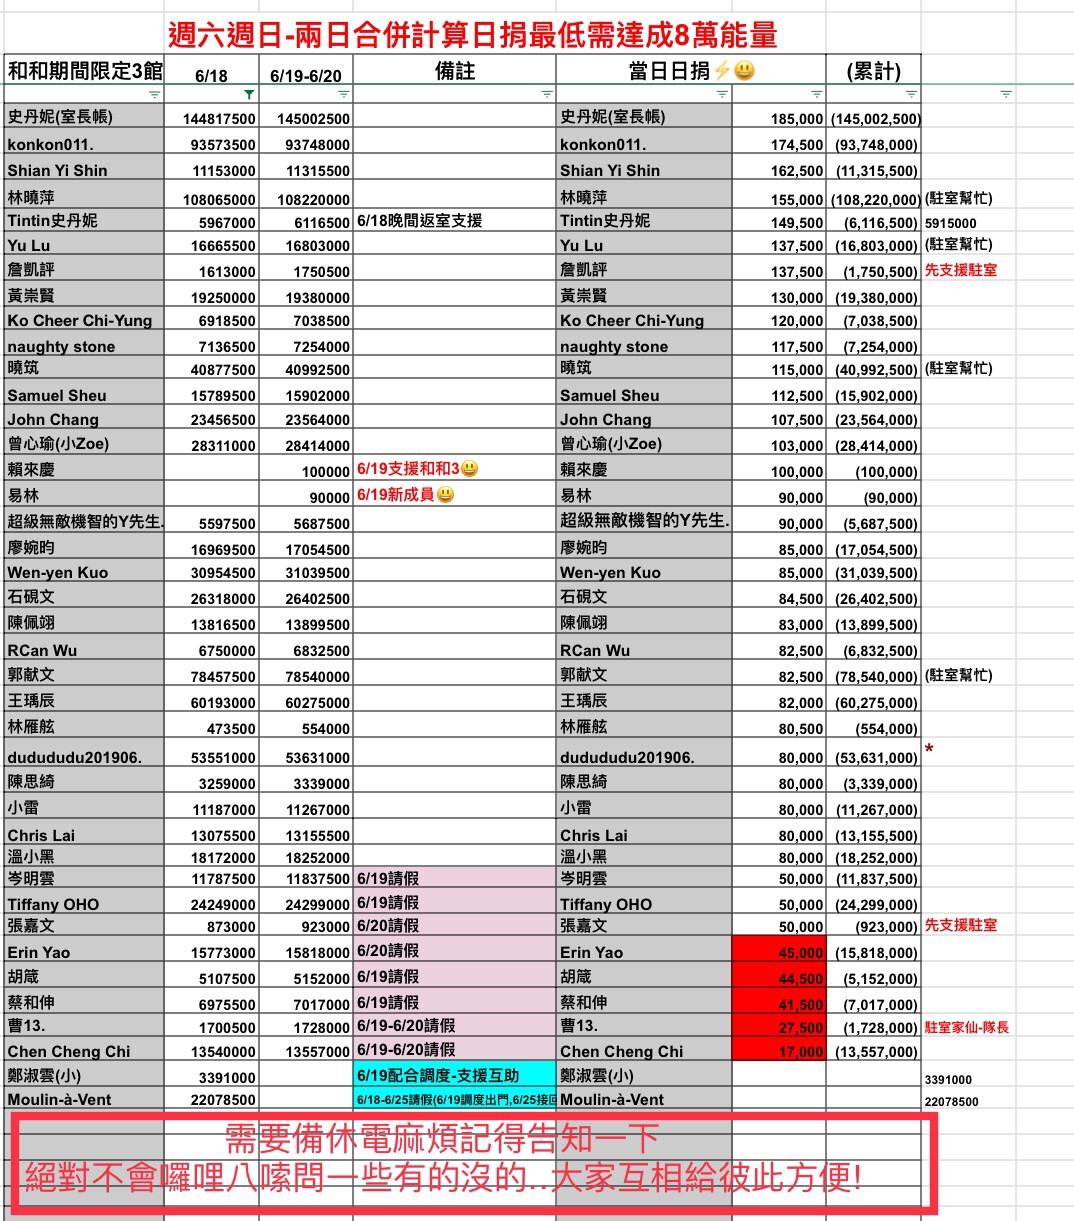 週六週日-兩日合併計算日捐最低需達成8萬能量
和和期間限定3館 6/18 6/19-6/20 備註 當日日捐⚡😃 (累計)
史丹妮(室長帳) 144817500 145002500 史丹妮(室長帳) 185,000 (145,002,500)
konkon011. 93573500 93748000 konkon011. 174,500 (93,748,000)
Shian Yi Shin 11153000 11315500 Shian Yi Shin 162,500 (11,315,500)
林曉萍 108065000 108220000 林曉萍 155,000 (108,220,000) (駐室幫忙)
Tintin史丹妮 5967000 6116500 6/18晚間返室支援 Tintin史丹妮 149,500 (6,116,500) 5915000
Yu Lu 16665500 16803000 Yu Lu 137,500 (16,803,000) (駐室幫忙)
詹凱評 1613000 1750500 詹凱評 137,500 (1,750,500) 先支援駐室
黃崇賢 19250000 19380000 黃崇賢 130,000 (19,380,000)
Ko Cheer Chi-Yung 6918500 7038500 Ko Cheer Chi-Yung 120,000 (7,038,500)
naughty stone 7136500 7254000 naughty stone 117,500 (7,254,000)
曉筑 40877500 40992500 曉筑 115,000 (40,992,500) (駐室幫忙)
Samuel Sheu 15789500 15902000 Samuel Sheu 112,500 (15,902,000)
John Chang 23456500 23564000 John Chang 107,500 (23,564,000)
曾心瑜(小Zoe) 28311000 28414000 曾心瑜(小Zoe) 103,000 (28,414,000)
賴來慶 100000 6/19支援和和3😃 賴來慶 100,000 (100,000)
易林 90000 6/19新成員😃 易林 90,000 (90,000)
超級無敵機智的Y先生. 5597500 5687500 超級無敵機智的Y先生. 90,000 (5,687,500)
廖婉昀 16969500 17054500 廖婉昀 85,000 (17,054,500)
Wen-yen Kuo 30954500 31039500 Wen-yen Kuo 85,000 (31,039,500)
石硯文 26318000 26402500 石硯文 84,500 (26,402,500)
陳佩翊 13816500 13899500 陳佩翊 83,000 (13,899,500)
RCan Wu 6750000 6832500 RCan Wu 82,500 (6,832,500)
郭献文 78457500 78540000 郭献文 82,500 (78,540,000) (駐室幫忙)
王瑀辰 60193000 60275000 王瑀辰 82,000 (60,275,000)
林雁舷 473500 554000 林雁舷 80,500 (554,000)
dudududu201906. 53551000 53631000 dudududu201906. 80,000 (53,631,000) *
陳思綺 3259000 3339000 陳思綺 80,000 (3,339,000)
小雷 11187000 11267000 小雷 80,000 (11,267,000)
Chris Lai 13075500 13155500 Chris Lai 80,000 (13,155,500)
溫小黑 18172000 18252000 溫小黑 80,000 (18,252,000)
岑明雲 11787500 11837500 6/19請假 岑明雲 50,000 (11,837,500)
Tiffany OHO 24249000 24299000 6/19請假 Tiffany OHO 50,000 (24,299,000)
張嘉文 873000 923000 6/20請假 張嘉文 50,000 (923,000) 先支援駐室
Erin Yao 15773000 15818000 6/20請假 Erin Yao 45,000 (15,818,000)
胡箴 5107500 5152000 6/19請假 胡箴 44,500 (5,152,000)
蔡和伸 6975500 7017000 6/19請假 蔡和伸 41,500 (7,017,000)
曹13. 1700500 1728000 6/19-6/20請假 曹13. 27,500 (1,728,000) 駐室家仙-隊長
Chen Cheng Chi 13540000 13557000 6/19-6/20請假 Chen Cheng Chi 17,000 (13,557,000)
鄭淑雲(小) 3391000 6/19配合調度-支援互助 鄭淑雲(小) 3391000
Moulin-à-Vent 22078500 6/18-6/25請假(6/19調度出門,6/25接回 Moulin-à-Vent 22078500
需要備休電麻煩記得告知一下
絕對不會囉哩八嗦問一些有的沒的..大家互相給彼此方便!